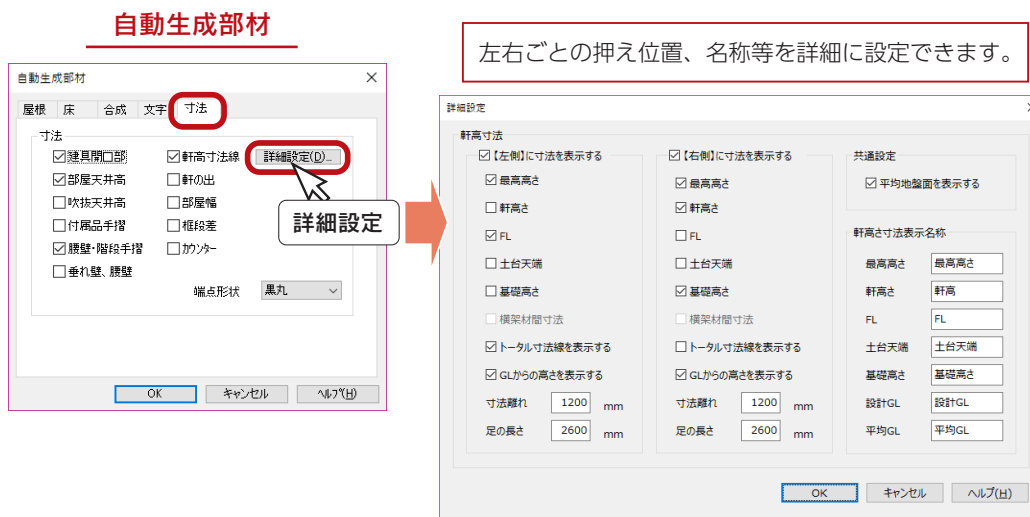 自動生成部材
左右ごとの押え位置、名称等を詳細に設定できます。
自動生成部材
屋根 床 合成 文字 寸法
寸法
建具開口部 軒高寸法線 詳細設定(D)...
部屋天井高 軒の出
吹抜天井高 部屋幅
付属品手摺 框段差
腰壁・階段手摺 カウンター
垂れ壁、腰壁
端点形状 黒丸
OK キャンセル ヘルプ(H)
詳細設定
詳細設定
軒高寸法
【左側】に寸法を表示する
最高高さ
軒高さ
FL
土台天端
基礎高さ
横架材間寸法
トータル寸法線を表示する
GLからの高さを表示する
寸法離れ 1200 mm
足の長さ 2600 mm
【右側】に寸法を表示する
最高高さ
軒高さ
FL
土台天端
基礎高さ
横架材間寸法
トータル寸法線を表示する
GLからの高さを表示する
寸法離れ 1200 mm
足の長さ 2600 mm
共通設定
平均地盤面を表示する
軒高さ寸法表示名称
最高高さ 最高高さ
軒高さ 軒高
FL FL
土台天端 土台天端
基礎高さ 基礎高さ
設計GL 設計GL
平均GL 平均GL
OK キャンセル ヘルプ(H)